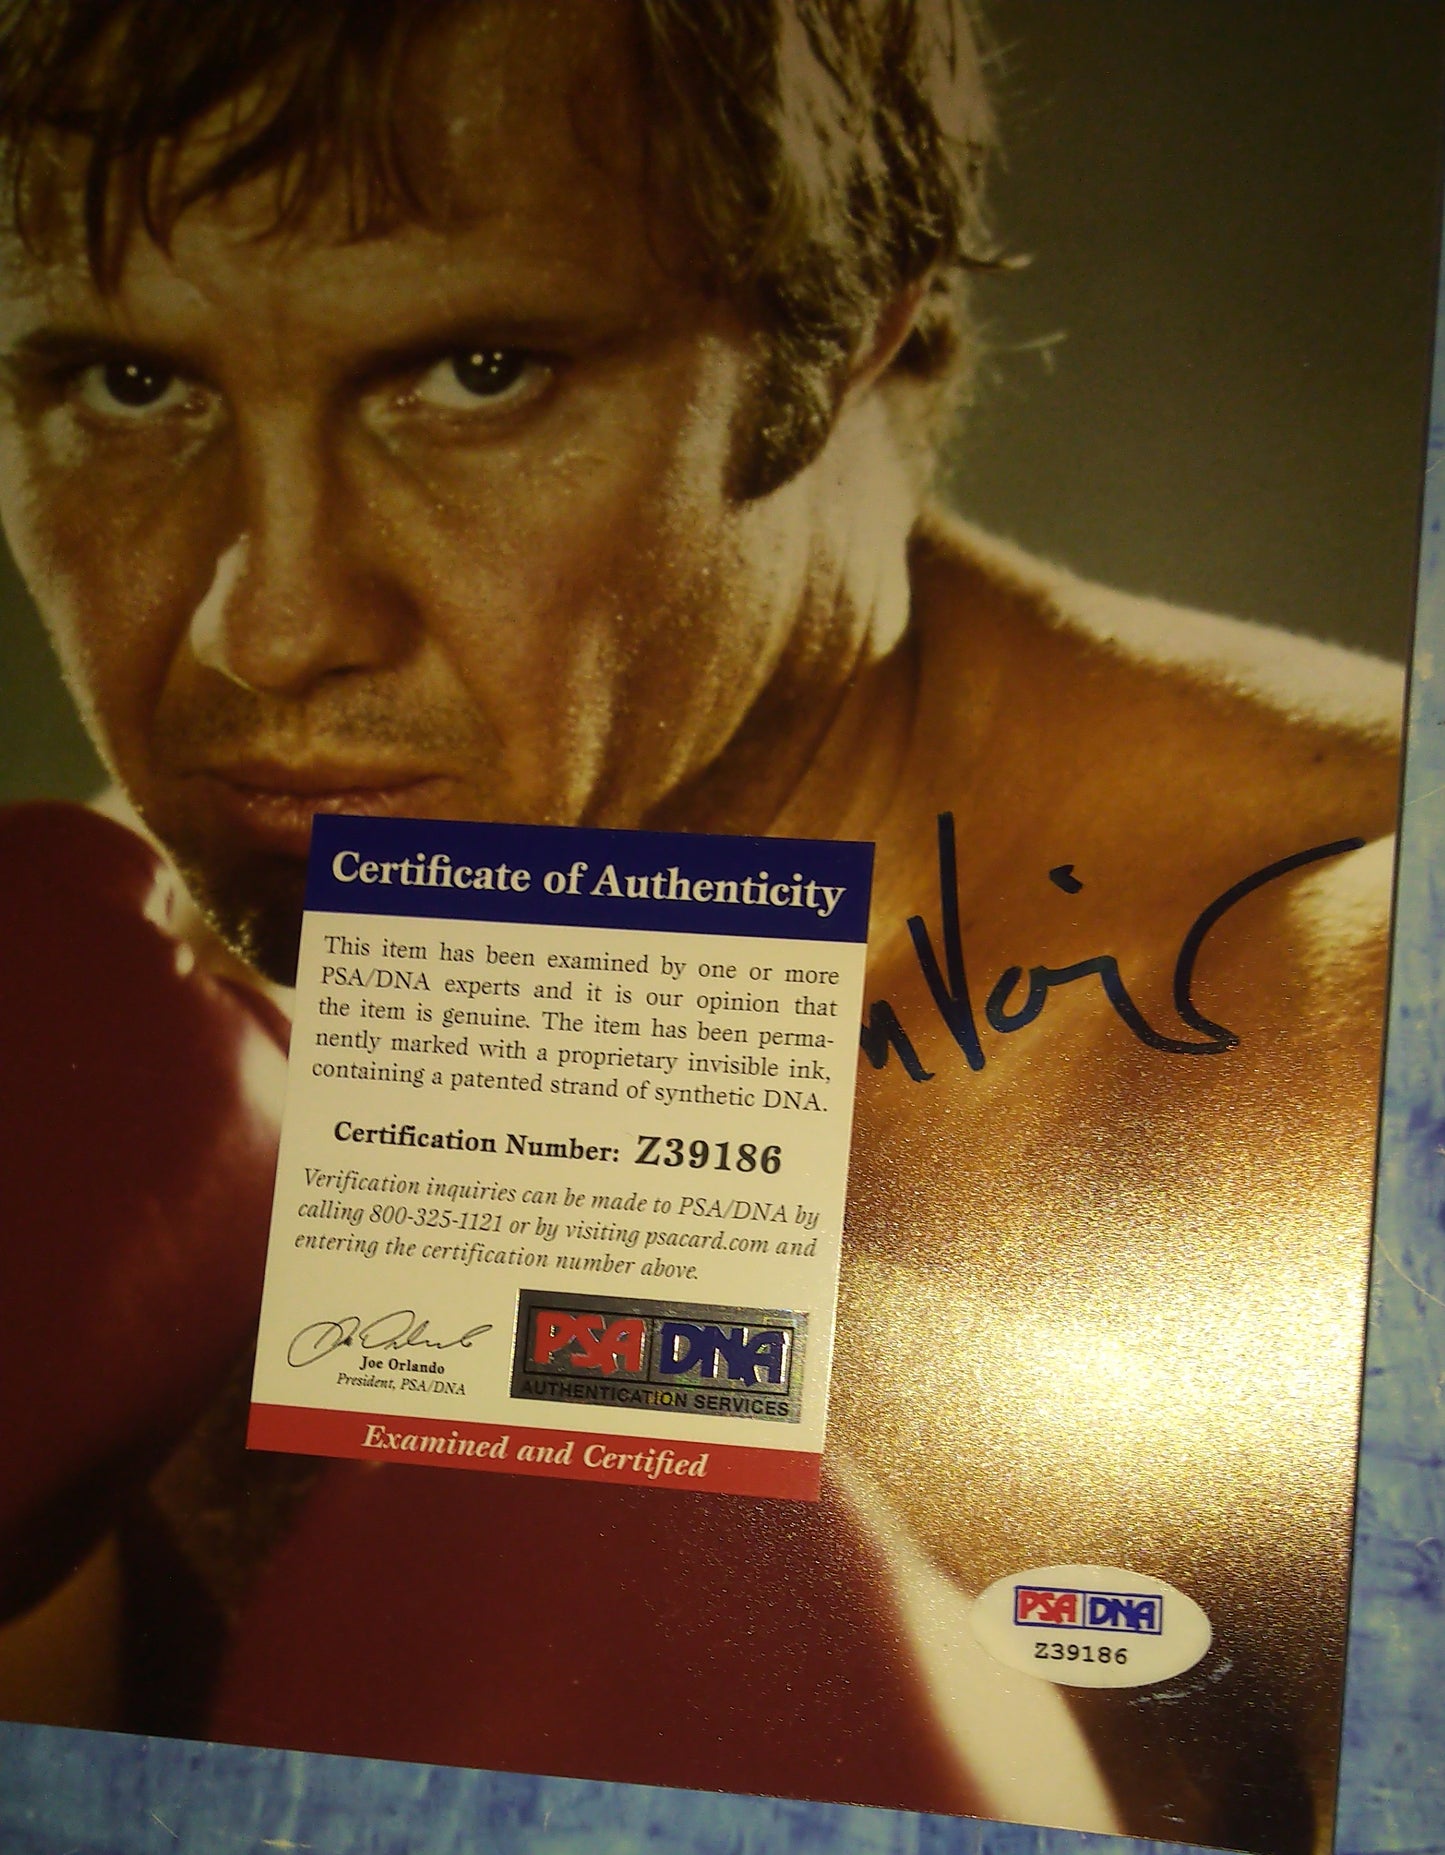 Certificate of Authenticity
This item has been examined by one or more
PSA/DNA experts and it is our opinion that
the item is genuine. The item has been perma-
nently marked with a proprietary invisible ink,
containing a patented strand of synthetic DNA.
Certification Number: Z39186
Verification inquiries can be made to PSA/DNA by
calling 800-325-1121 or by visiting psacard.com and
entering the certification number above.
Joe Orlando
President, PSA/DNA
PSA DNA
AUTHENTICATION SERVICES
Examined and Certified
PSA DNA
Z39186